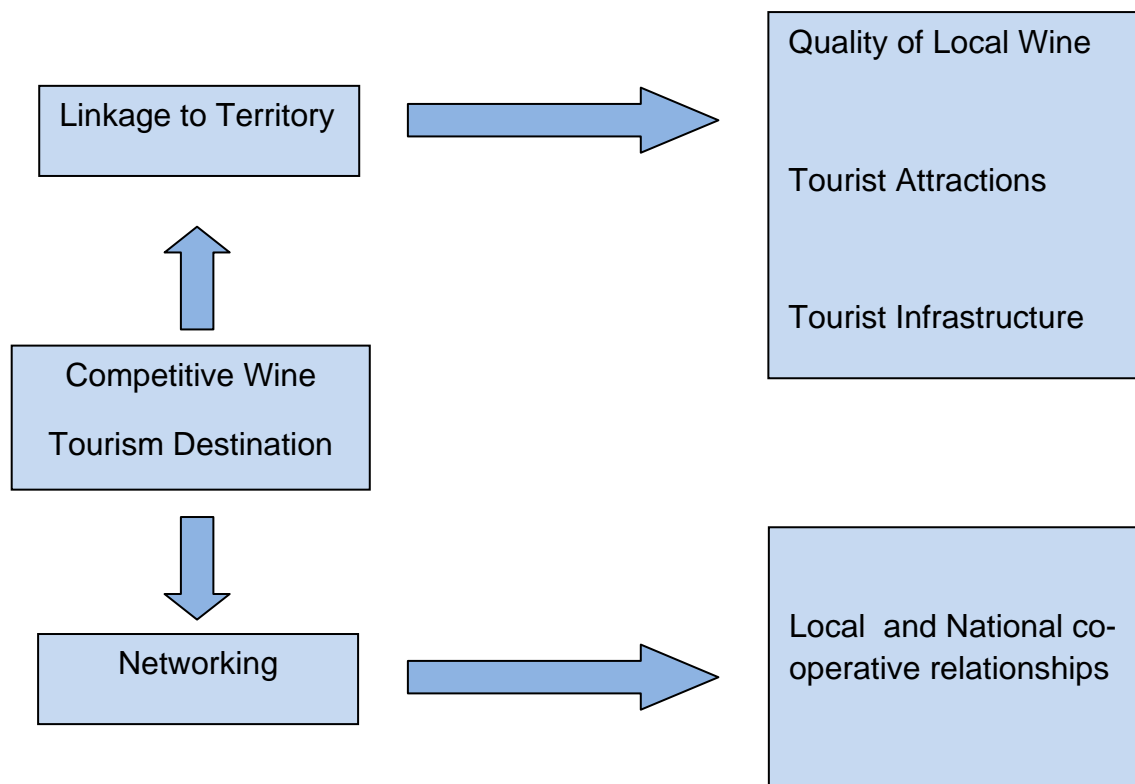 Quality of Local Wine
Linkage to Territory
Tourist Attractions
Tourist Infrastructure
Competitive Wine
Tourism Destination
Local and National co-
operative relationships
Networking